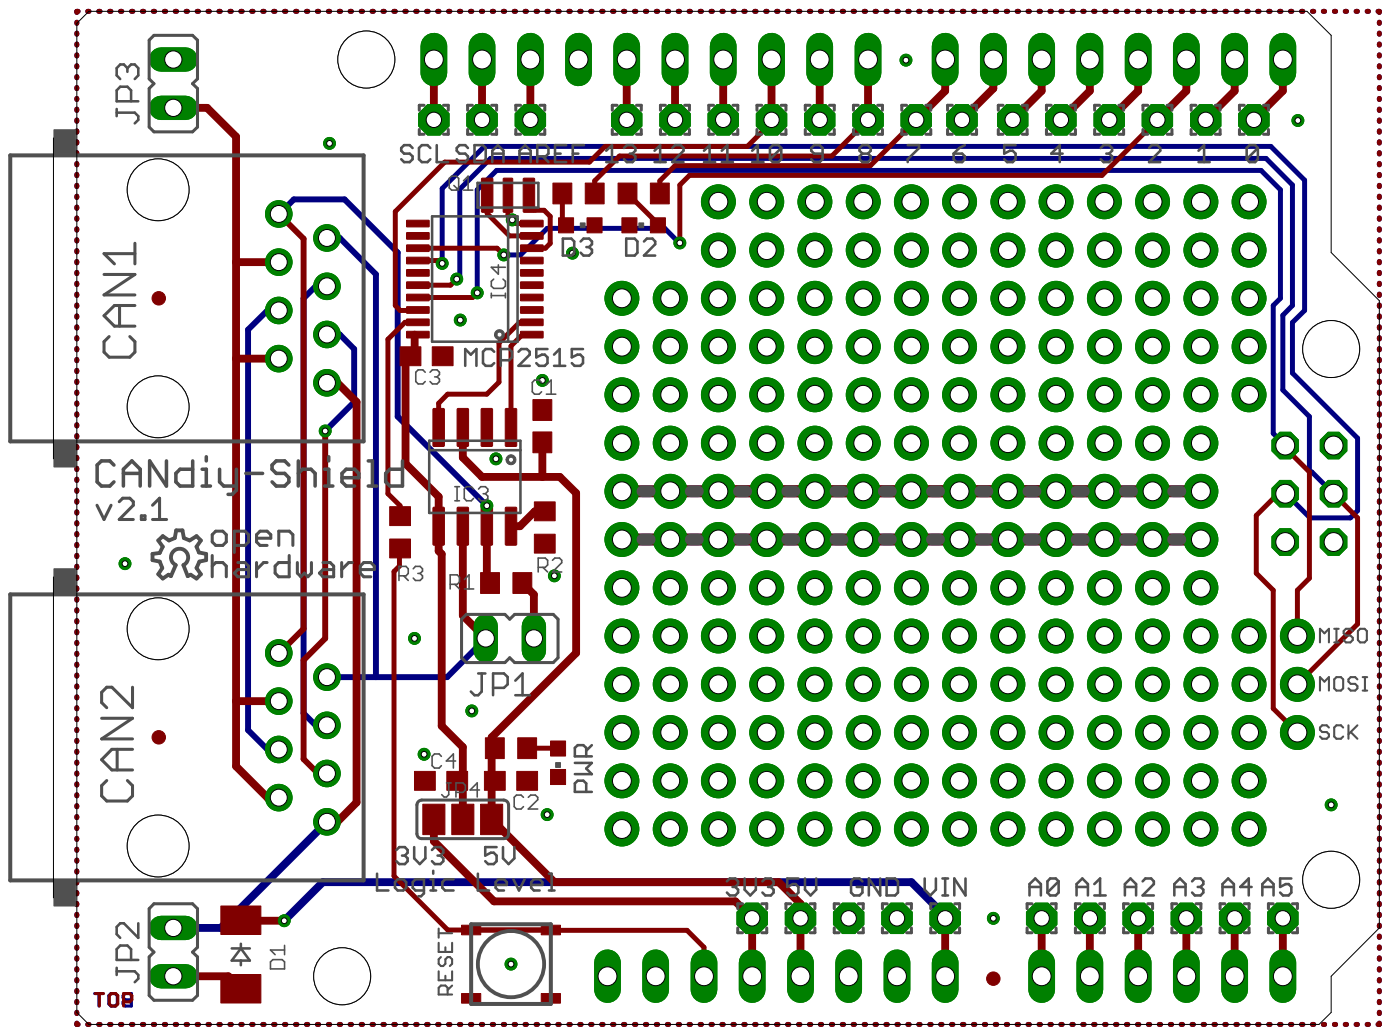 JP3
SCL SDA AREF 13 12 11 10 9 8 7 6 5 4 3 2 1 0
Q1
D3 D2
CAN1
IC4
MCP2515
C3
C1
CANdiy-Shield
v2.1
open
hardware
IC3
R3
R1
R2
JP1
MISO
MOSI
SCK
CAN2
C4
JP4
C2
PWR
3V3 5V
Logic Level
3V3 5V GND VIN A0 A1 A2 A3 A4 A5
JP2
D1
RESET